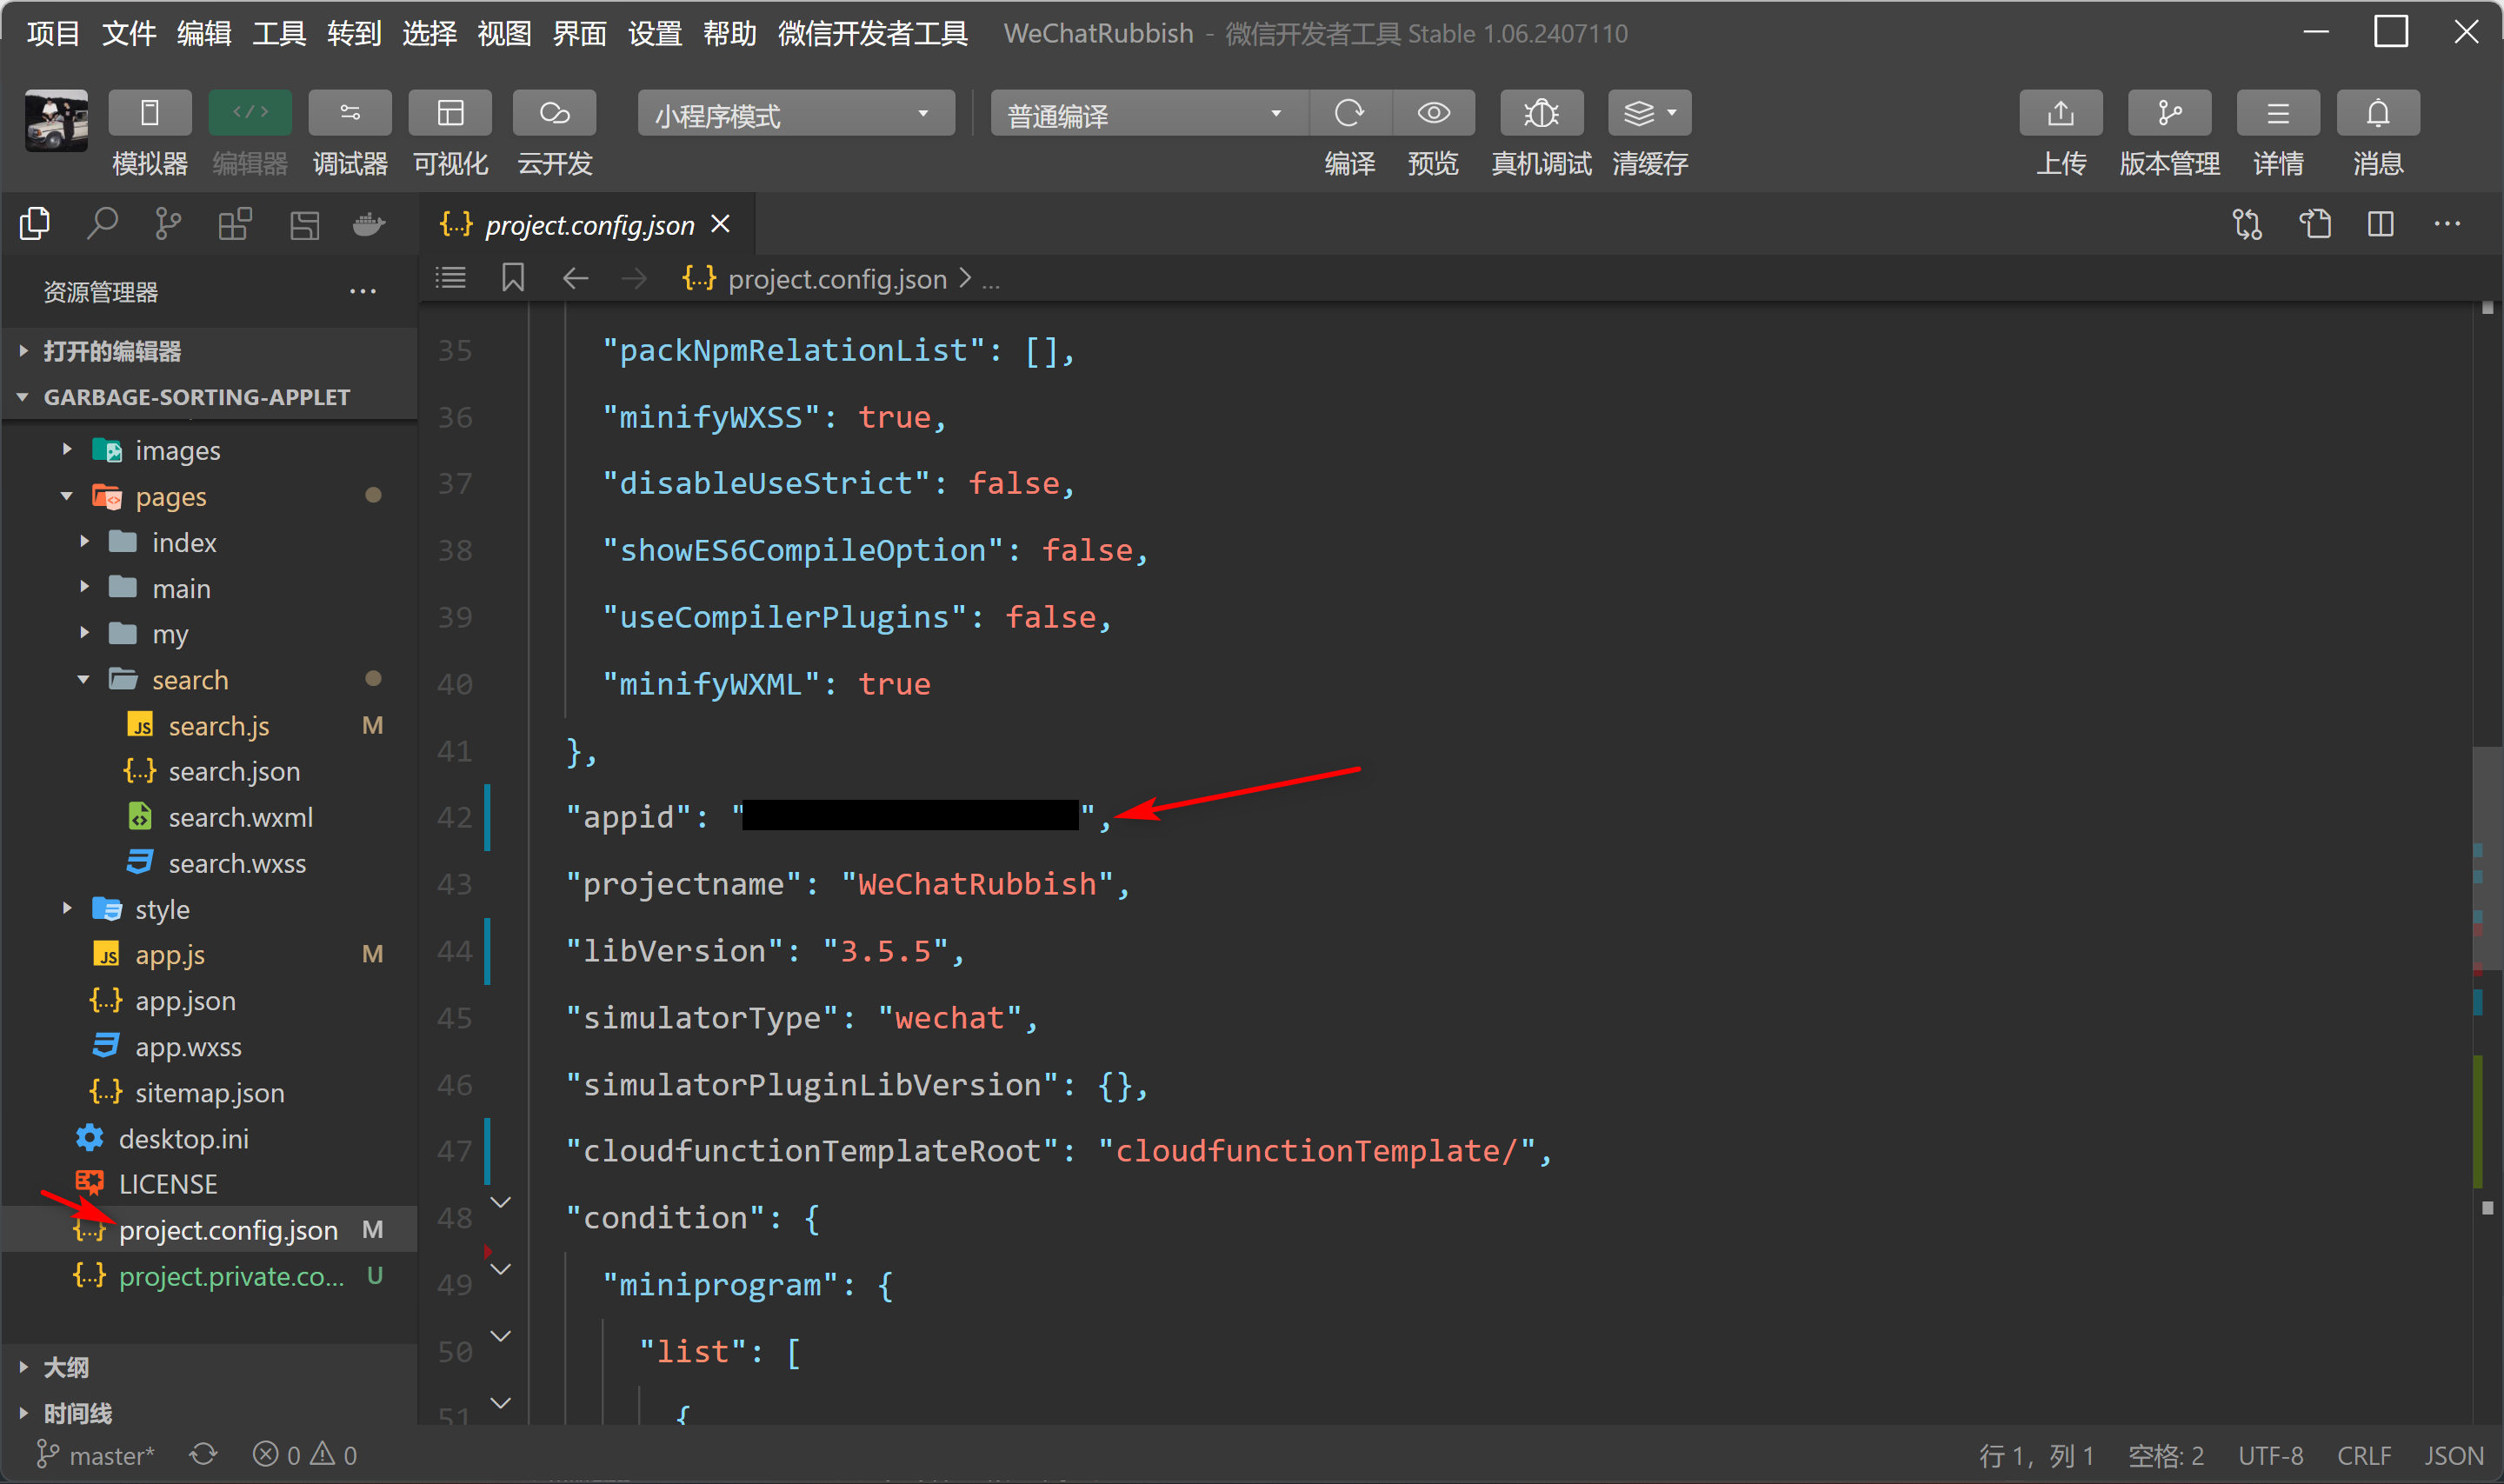 项目 文件 编辑 工具 转到 选择 视图 界面 设置 帮助 微信开发者工具 WeChatRubbish - 微信开发者工具 Stable 1.06.2407110
小程序模式 普通编译
模拟器 编辑器 调试器 可视化 云开发 编译 预览 真机调试 清缓存 上传 版本管理 详情 消息
{..} project.config.json
资源管理器 ...
{..} project.config.json > ...
打开的编辑器
GARBAGE-SORTING-APPLET
images
pages
index
main
my
search
JS search.js M
{..} search.json
search.wxml
search.wxss
style
JS app.js M
{..} app.json
app.wxss
{..} sitemap.json
desktop.ini
LICENSE
{..} project.config.json M
{..} project.private.co... U
大纲
时间线
35 "packNpmRelationList": [],
36 "minifyWXSS": true,
37 "disableUseStrict": false,
38 "showES6CompileOption": false,
39 "useCompilerPlugins": false,
40 "minifyWXML": true
41 },
42 "appid": "",
43 "projectname": "WeChatRubbish",
44 "libVersion": "3.5.5",
45 "simulatorType": "wechat",
46 "simulatorPluginLibVersion": {},
47 "cloudfunctionTemplateRoot": "cloudfunctionTemplate/",
48 "condition": {
49 "miniprogram": {
50 "list": [
51 {
master* 0 0 行 1，列 1 空格: 2 UTF-8 CRLF JSON